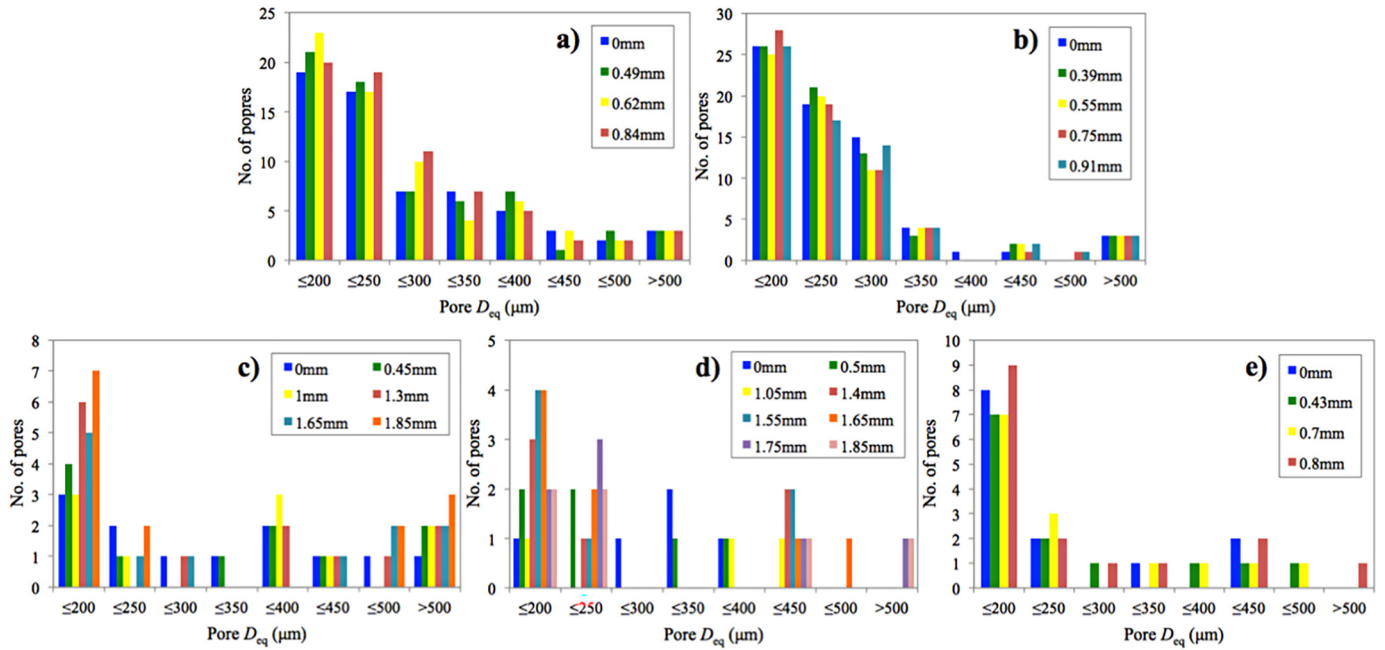 a)
25
20
15
10
5
0
No. of popres
0mm
0.49mm
0.62mm
0.84mm
≤200 ≤250 ≤300 ≤350 ≤400 ≤450 ≤500 >500
Pore Deq (μm)
b)
30
25
20
15
10
5
0
No. of pores
0mm
0.39mm
0.55mm
0.75mm
0.91mm
≤200 ≤250 ≤300 ≤350 ≤400 ≤450 ≤500 >500
Pore Deq (μm)
c)
8
7
6
5
4
3
2
1
0
No. of pores
0mm 0.45mm
1mm 1.3mm
1.65mm 1.85mm
≤200 ≤250 ≤300 ≤350 ≤400 ≤450 ≤500 >500
Pore Deq (μm)
d)
5
4
3
2
1
0
No. of pores
0mm 0.5mm
1.05mm 1.4mm
1.55mm 1.65mm
1.75mm 1.85mm
≤200 ≤250 ≤300 ≤350 ≤400 ≤450 ≤500 >500
Pore Deq (μm)
e)
10
9
8
7
6
5
4
3
2
1
0
No. of pores
0mm
0.43mm
0.7mm
0.8mm
≤200 ≤250 ≤300 ≤350 ≤400 ≤450 ≤500 >500
Pore Deq (μm)